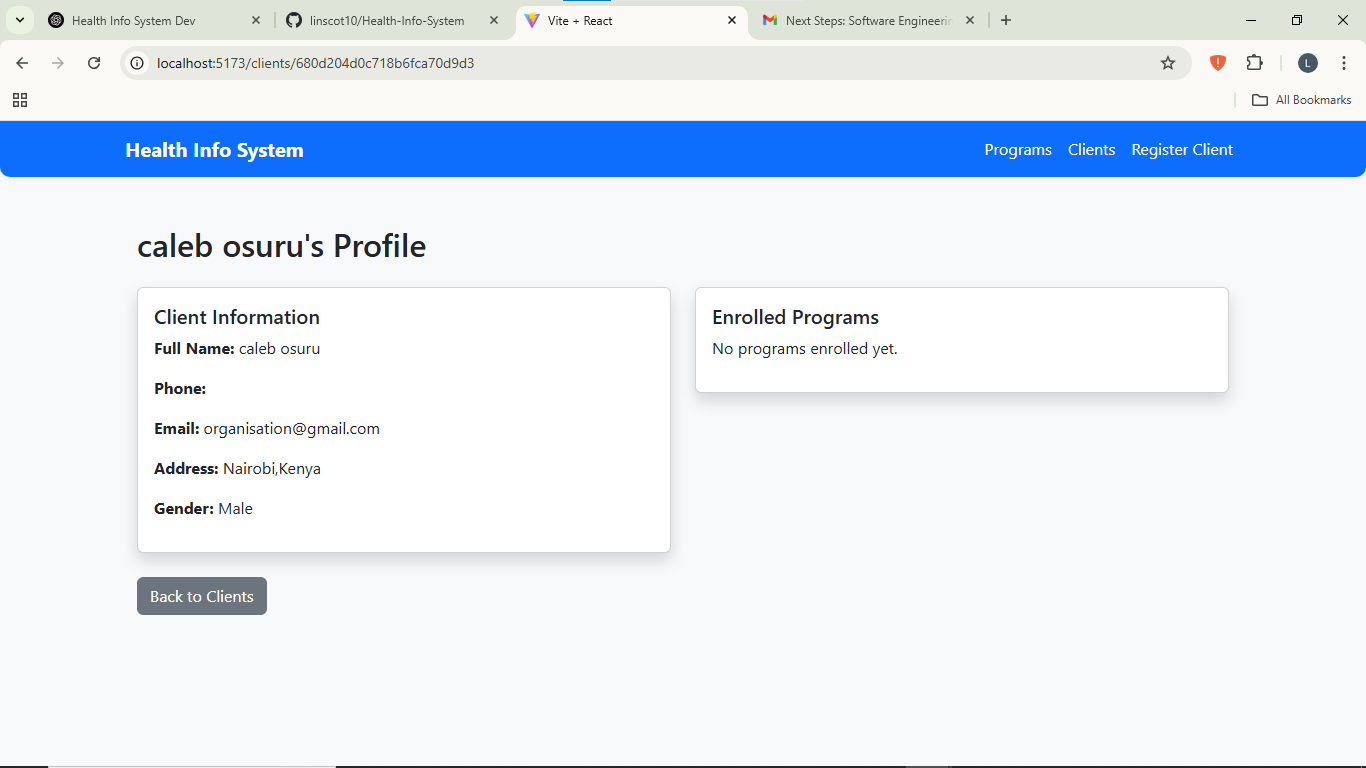 Health Info System Dev
linscot10/Health-Info-System
Vite + React
Next Steps: Software Engineerin
localhost:5173/clients/680d204d0c718b6fca70d9d3
L
All Bookmarks
Health Info System
Programs
Clients
Register Client
caleb osuru's Profile
Client Information
Full Name: caleb osuru
Phone:
Email: organisation@gmail.com
Address: Nairobi,Kenya
Gender: Male
Enrolled Programs
No programs enrolled yet.
Back to Clients